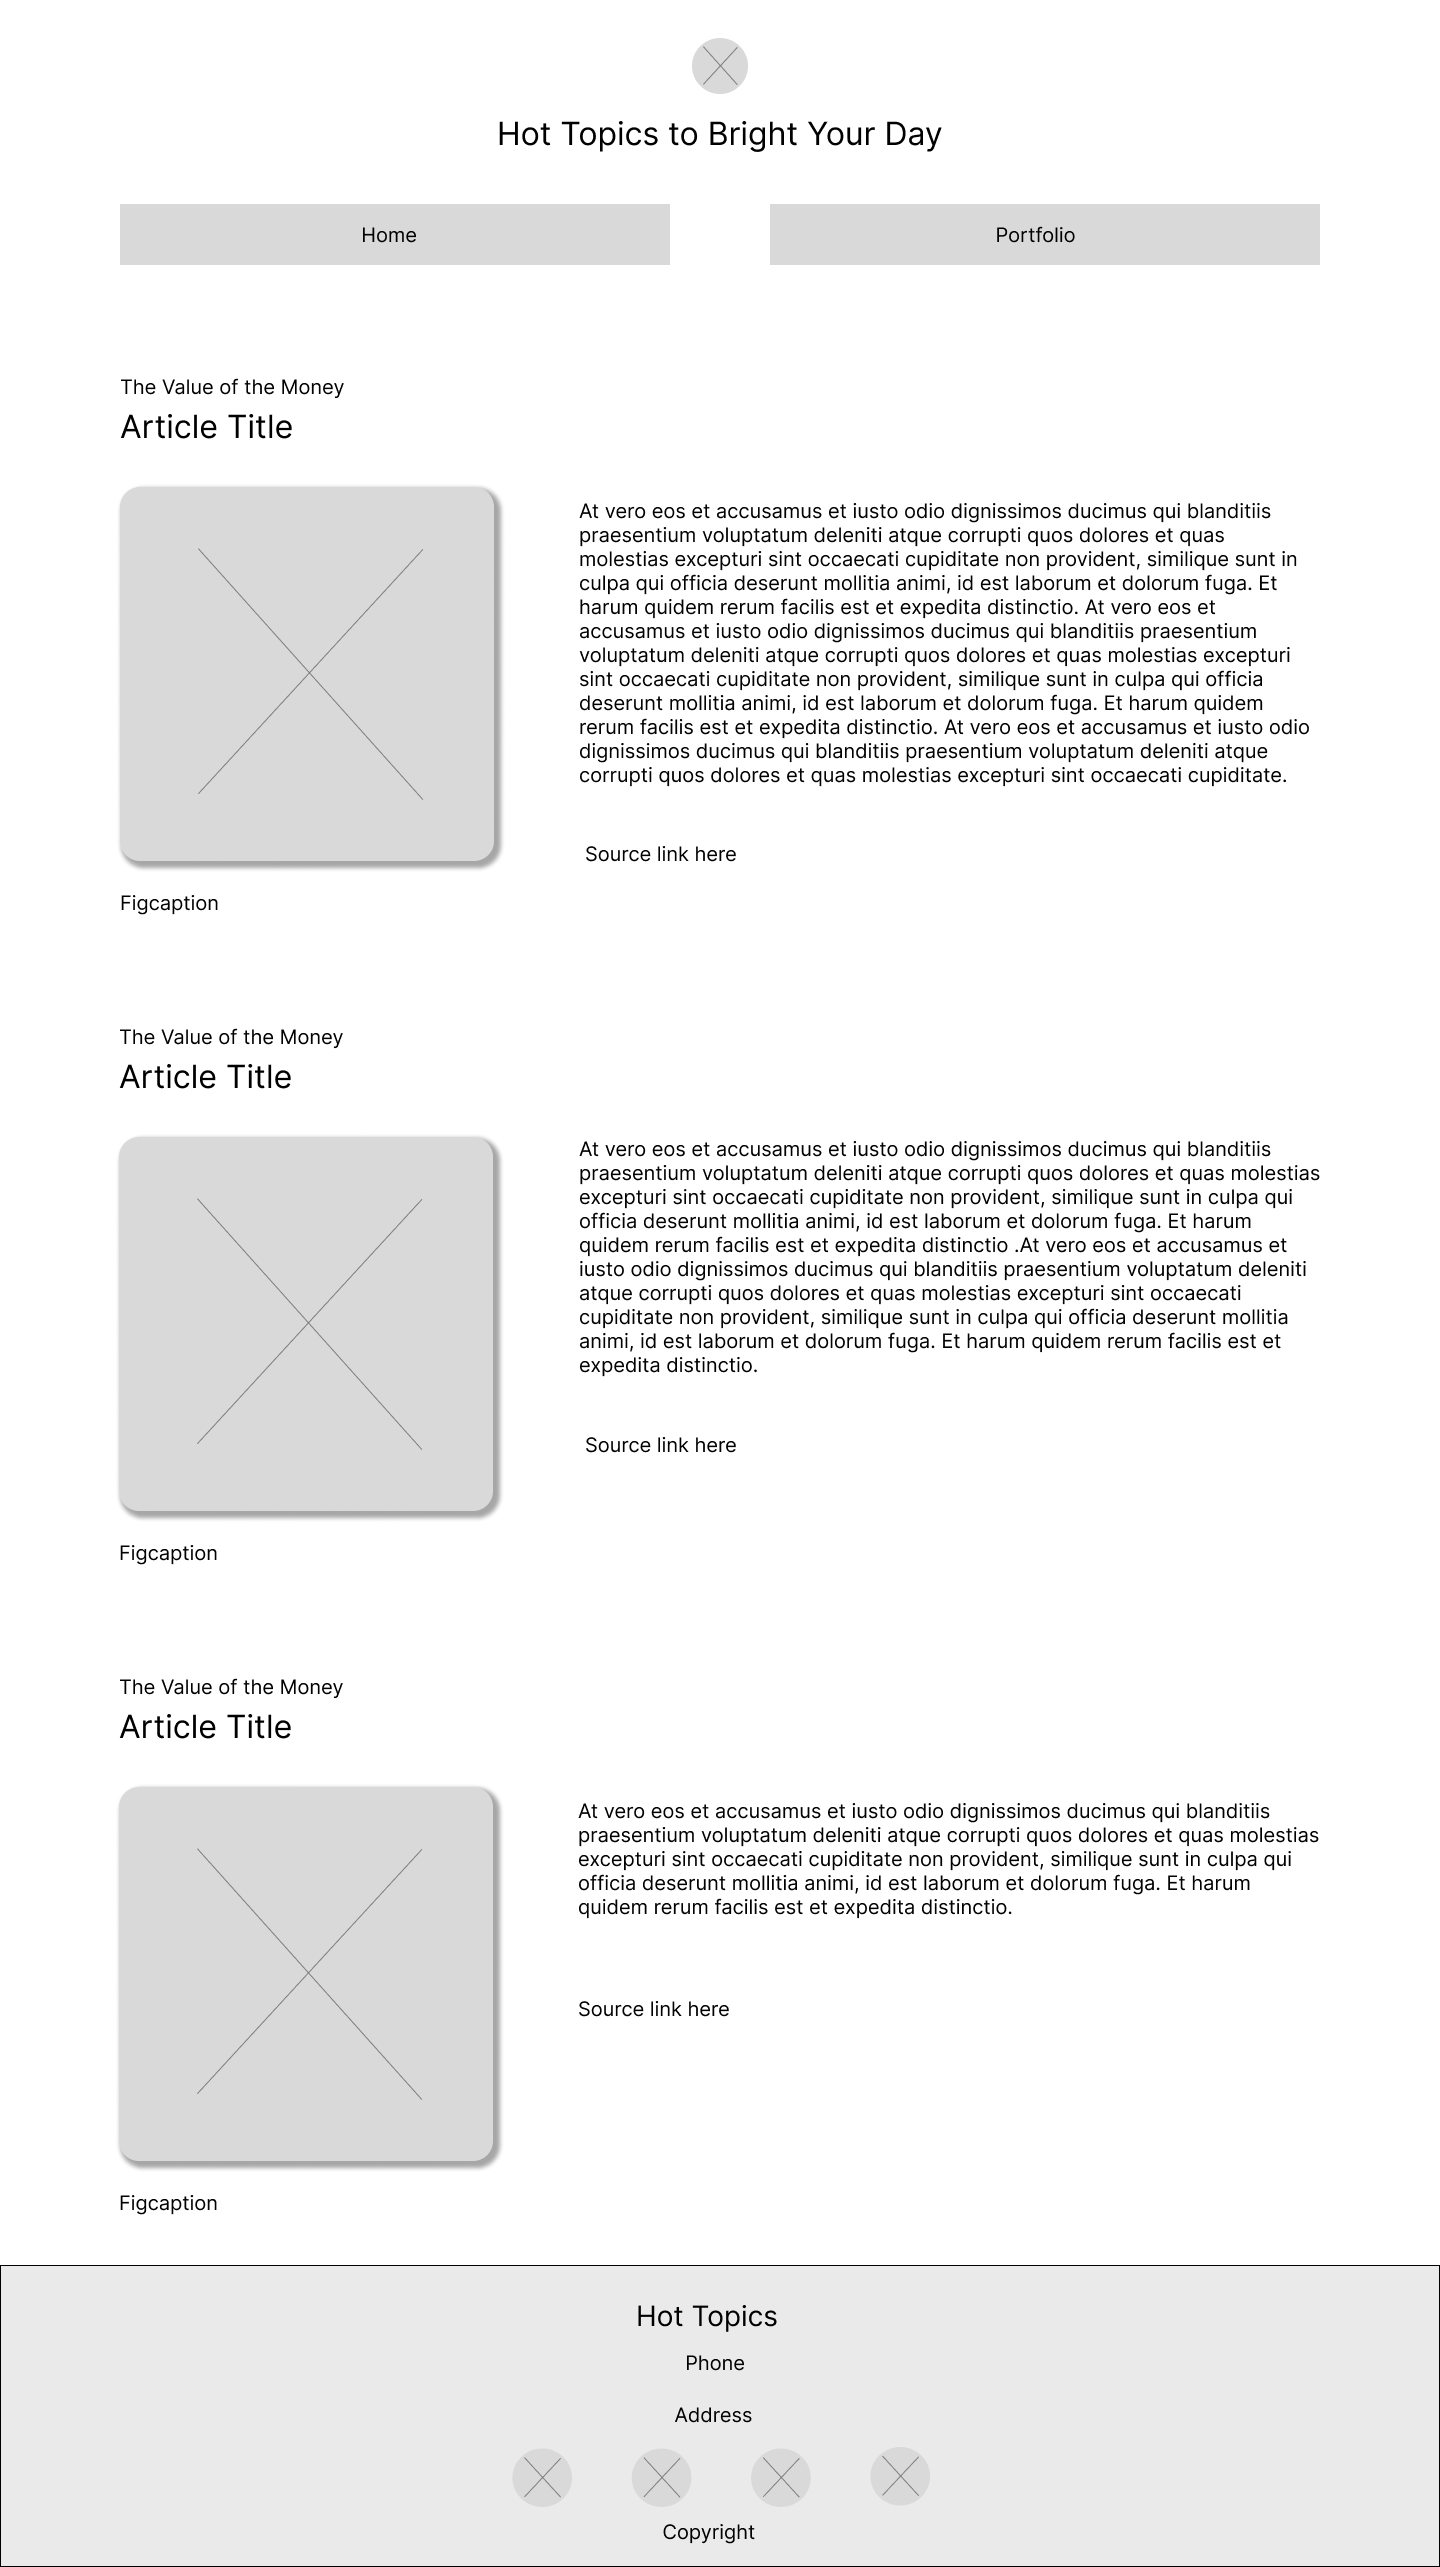 Hot Topics to Bright Your Day
Home
Portfolio
The Value of the Money
Article Title
At vero eos et accusamus et iusto odio dignissimos ducimus qui blanditiis
praesentium voluptatum deleniti atque corrupti quos dolores et quas
molestias excepturi sint occaecati cupiditate non provident, similique sunt in
culpa qui officia deserunt mollitia animi, id est laborum et dolorum fuga. Et
harum quidem rerum facilis est et expedita distinctio. At vero eos et
accusamus et iusto odio dignissimos ducimus qui blanditiis praesentium
voluptatum deleniti atque corrupti quos dolores et quas molestias excepturi
sint occaecati cupiditate non provident, similique sunt in culpa qui officia
deserunt mollitia animi, id est laborum et dolorum fuga. Et harum quidem
rerum facilis est et expedita distinctio. At vero eos et accusamus et iusto odio
dignissimos ducimus qui blanditiis praesentium voluptatum deleniti atque
corrupti quos dolores et quas molestias excepturi sint occaecati cupiditate.
Source link here
Figcaption
The Value of the Money
Article Title
At vero eos et accusamus et iusto odio dignissimos ducimus qui blanditiis
praesentium voluptatum deleniti atque corrupti quos dolores et quas molestias
excepturi sint occaecati cupiditate non provident, similique sunt in culpa qui
officia deserunt mollitia animi, id est laborum et dolorum fuga. Et harum
quidem rerum facilis est et expedita distinctio .At vero eos et accusamus et
iusto odio dignissimos ducimus qui blanditiis praesentium voluptatum deleniti
atque corrupti quos dolores et quas molestias excepturi sint occaecati
cupiditate non provident, similique sunt in culpa qui officia deserunt mollitia
animi, id est laborum et dolorum fuga. Et harum quidem rerum facilis est et
expedita distinctio.
Source link here
Figcaption
The Value of the Money
Article Title
At vero eos et accusamus et iusto odio dignissimos ducimus qui blanditiis
praesentium voluptatum deleniti atque corrupti quos dolores et quas molestias
excepturi sint occaecati cupiditate non provident, similique sunt in culpa qui
officia deserunt mollitia animi, id est laborum et dolorum fuga. Et harum
quidem rerum facilis est et expedita distinctio.
Source link here
Figcaption
Hot Topics
Phone
Address
Copyright